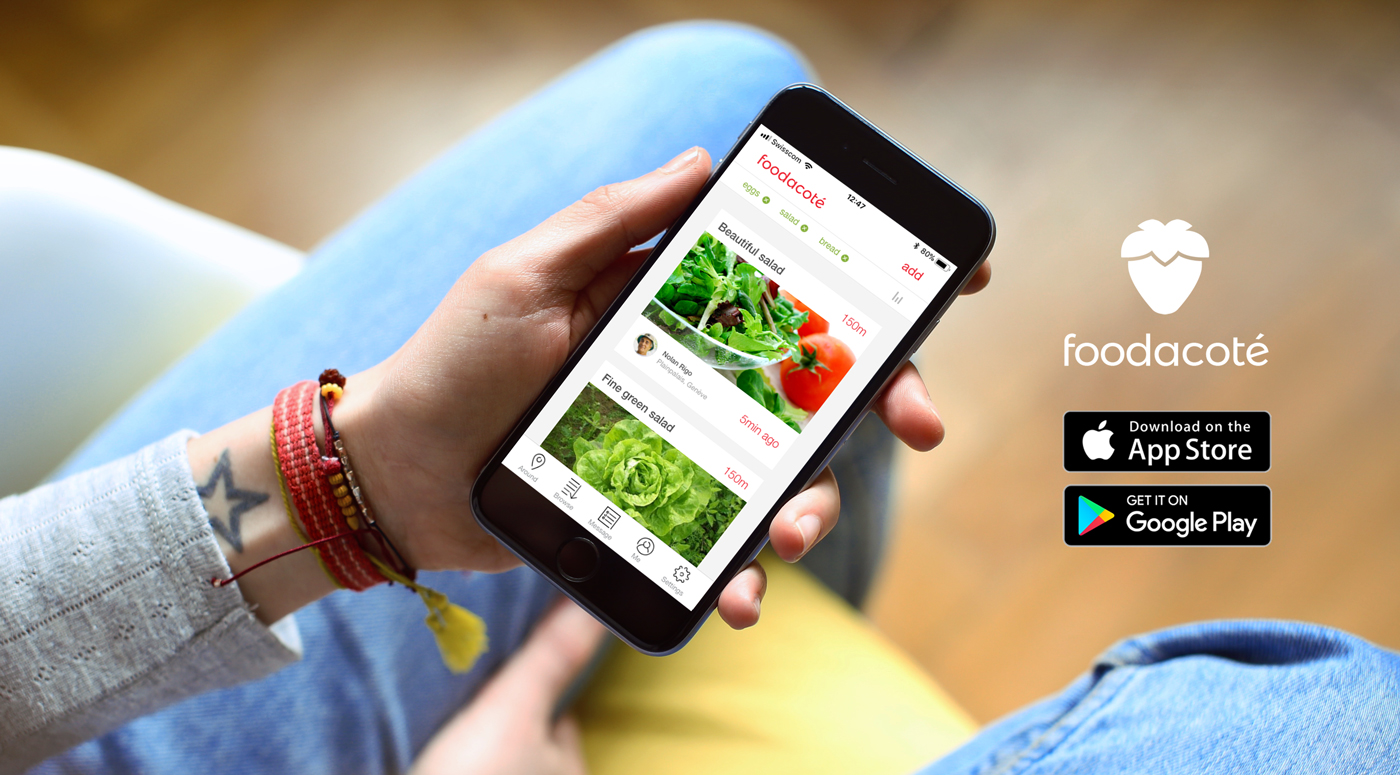 Swisscom
12:47
80%
foodacoté
add
eggs
salad
bread
Beautiful salad
150m
Nolan Rigo
Plainpalais, Genève
5min ago
Fine green salad
150m
Around
Browse
Message
Me
Settings
foodacoté
Download on the
App Store
GET IT ON
Google Play